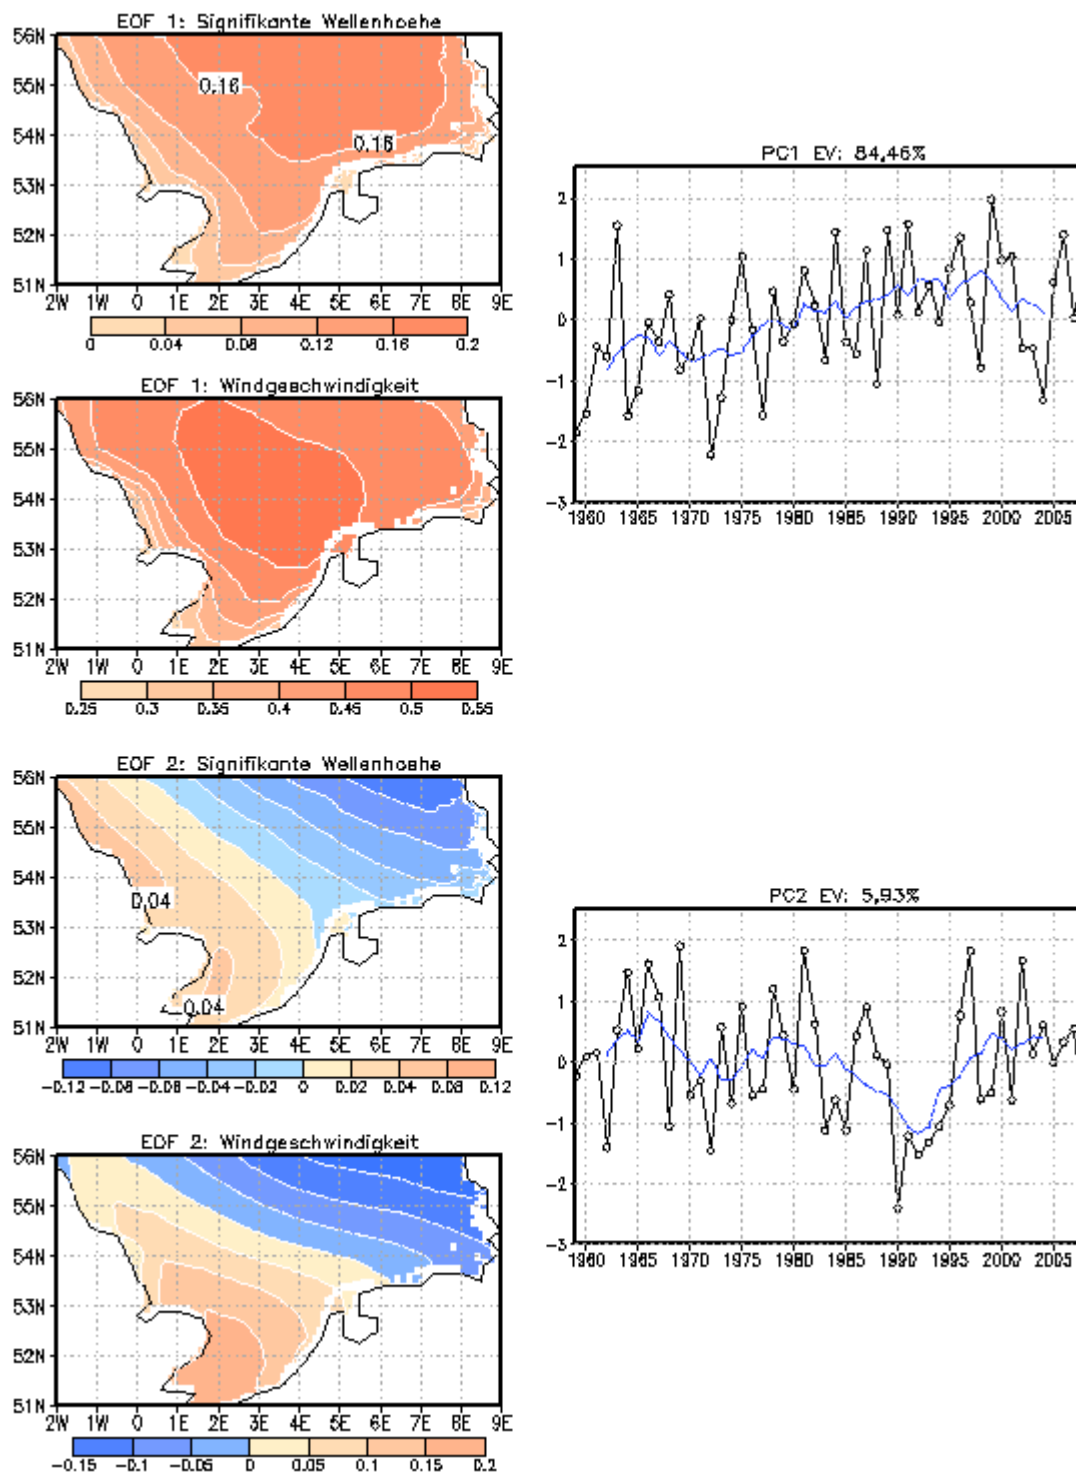 EOF 1: Signifikante Wellenhoehe
56N
55N
54N
53N
52N
51N
0.16
0.16
2W 1W 0 1E 2E 3E 4E 5E 6E 7E 8E 9E
0 0.04 0.08 0.12 0.16 0.2
EOF 1: Windgeschwindigkeit
56N
55N
54N
53N
52N
51N
2W 1W 0 1E 2E 3E 4E 5E 6E 7E 8E 9E
0.25 0.3 0.35 0.4 0.45 0.5 0.55
PC1 EV: 84,46%
2
1
0
-1
-2
-3
1960 1965 1970 1975 1980 1985 1990 1995 2000 2005
EOF 2: Signifikante Wellenhoehe
56N
55N
54N
53N
52N
51N
0.04
0.04
2W 1W 0 1E 2E 3E 4E 5E 6E 7E 8E 9E
-0.12 -0.08 -0.06 -0.04 -0.02 0 0.02 0.04 0.08 0.12
EOF 2: Windgeschwindigkeit
56N
55N
54N
53N
52N
51N
2W 1W 0 1E 2E 3E 4E 5E 6E 7E 8E 9E
-0.15 -0.1 -0.05 0 0.05 0.1 0.15 0.2
PC2 EV: 5,93%
2
1
0
-1
-2
-3
1960 1965 1970 1975 1980 1985 1990 1995 2000 2005